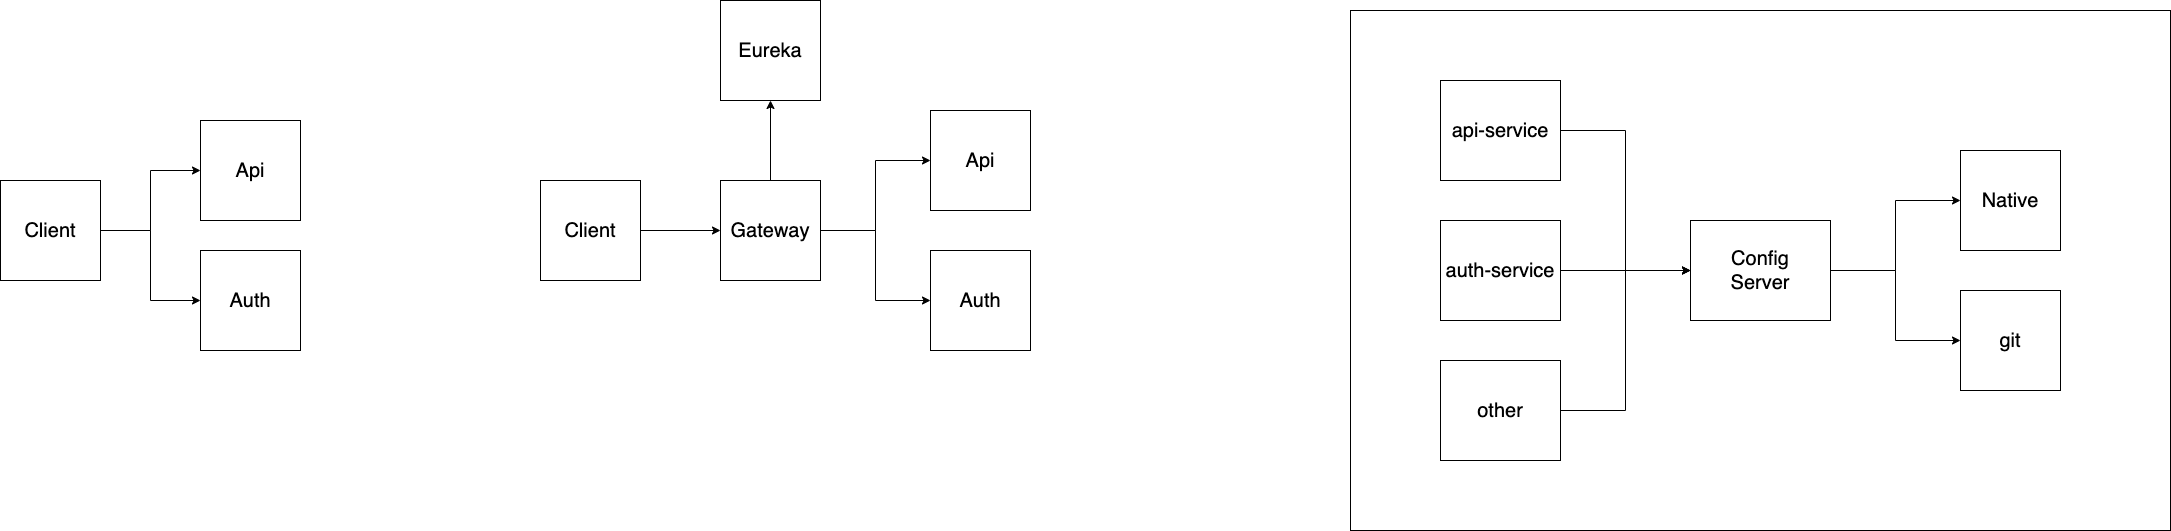 Client
Api
Auth
Eureka
Client
Gateway
Api
Auth
api-service
auth-service
other
Config
Server
Native
git